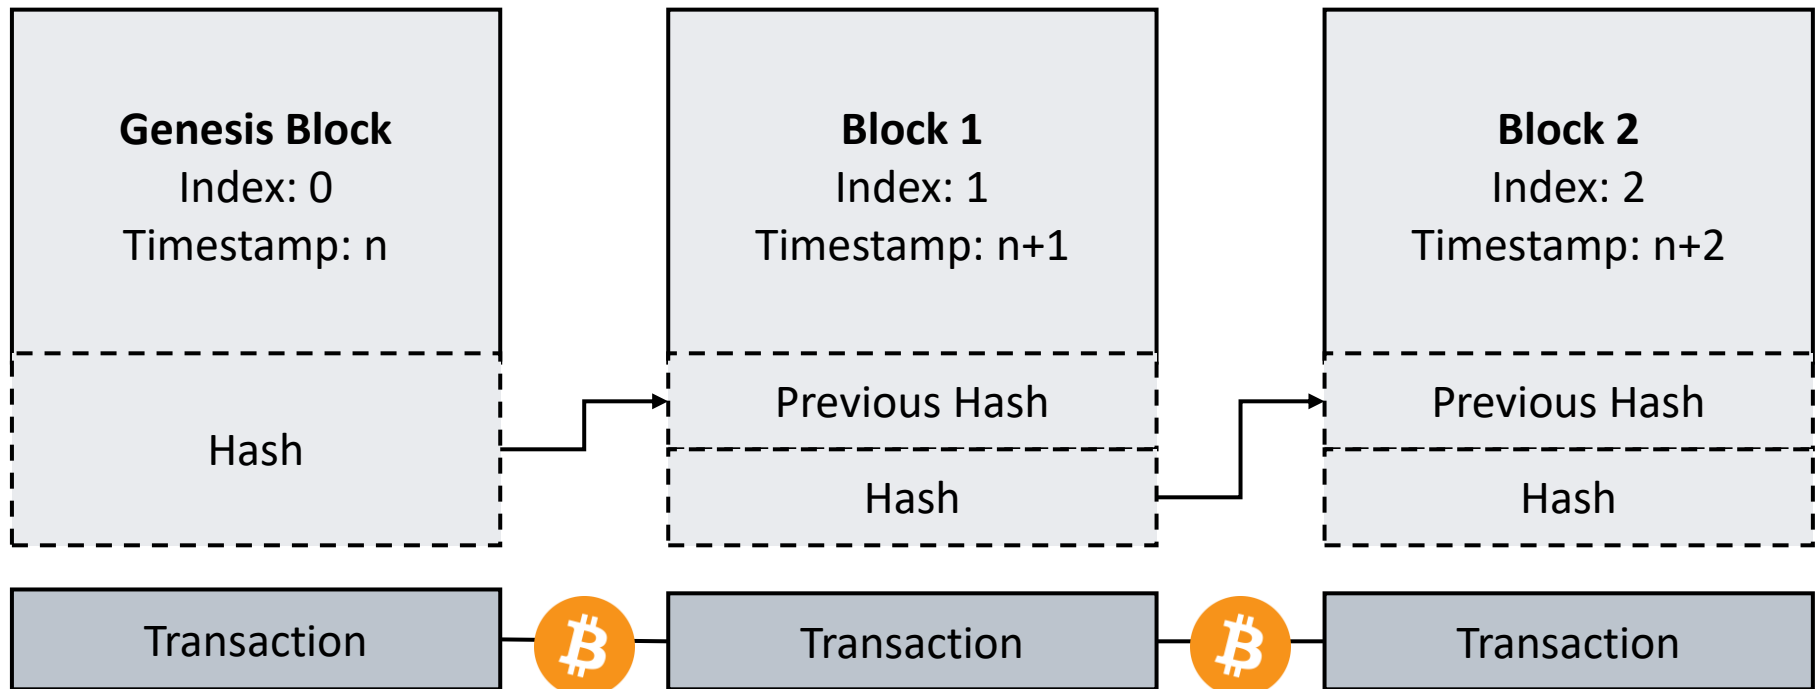 Genesis Block
Index: 0
Timestamp: n
Hash
Block 1
Index: 1
Timestamp: n+1
Previous Hash
Hash
Block 2
Index: 2
Timestamp: n+2
Previous Hash
Hash
Transaction
Transaction
Transaction